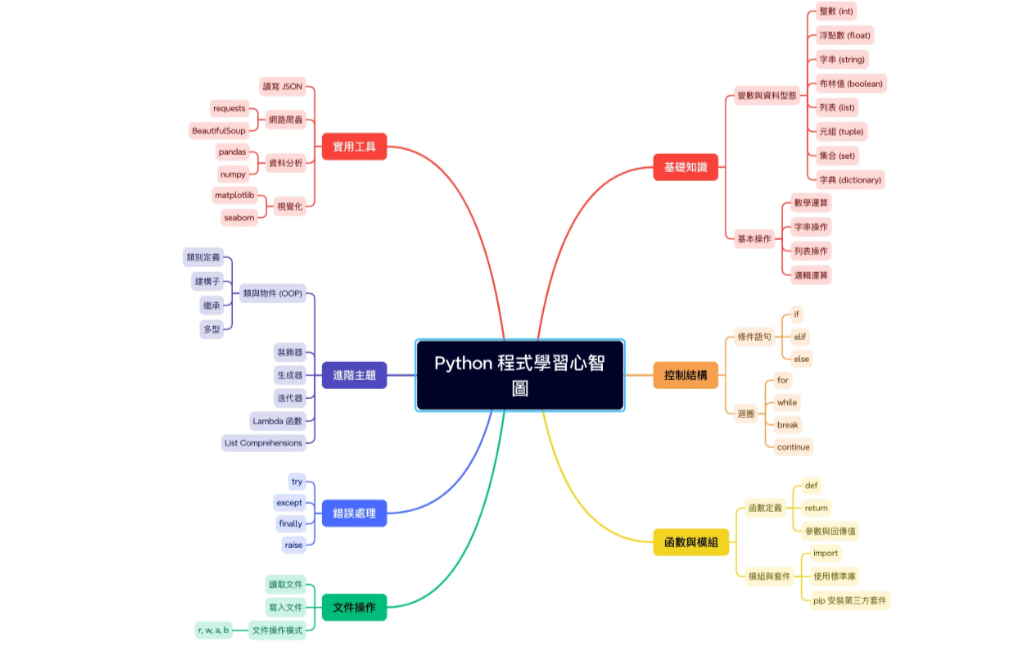 Python 程式學習心智
圖
基礎知識
變數與資料型態
整數 (int)
浮點數 (float)
字串 (string)
布林值 (boolean)
列表 (list)
元組 (tuple)
集合 (set)
字典 (dictionary)
基本操作
數學運算
字串操作
列表操作
邏輯運算
控制結構
條件語句
if
elif
else
迴圈
for
while
break
continue
函數與模組
函數定義
def
return
參數與回傳值
模組與套件
import
使用標準庫
pip 安裝第三方套件
文件操作
讀取文件
寫入文件
文件操作模式
r, w, a, b
錯誤處理
try
except
finally
raise
進階主題
類與物件 (OOP)
類別定義
建構子
繼承
多型
裝飾器
生成器
迭代器
Lambda 函數
List Comprehensions
實用工具
讀寫 JSON
網路爬蟲
requests
BeautifulSoup
資料分析
pandas
numpy
視覺化
matplotlib
seaborn